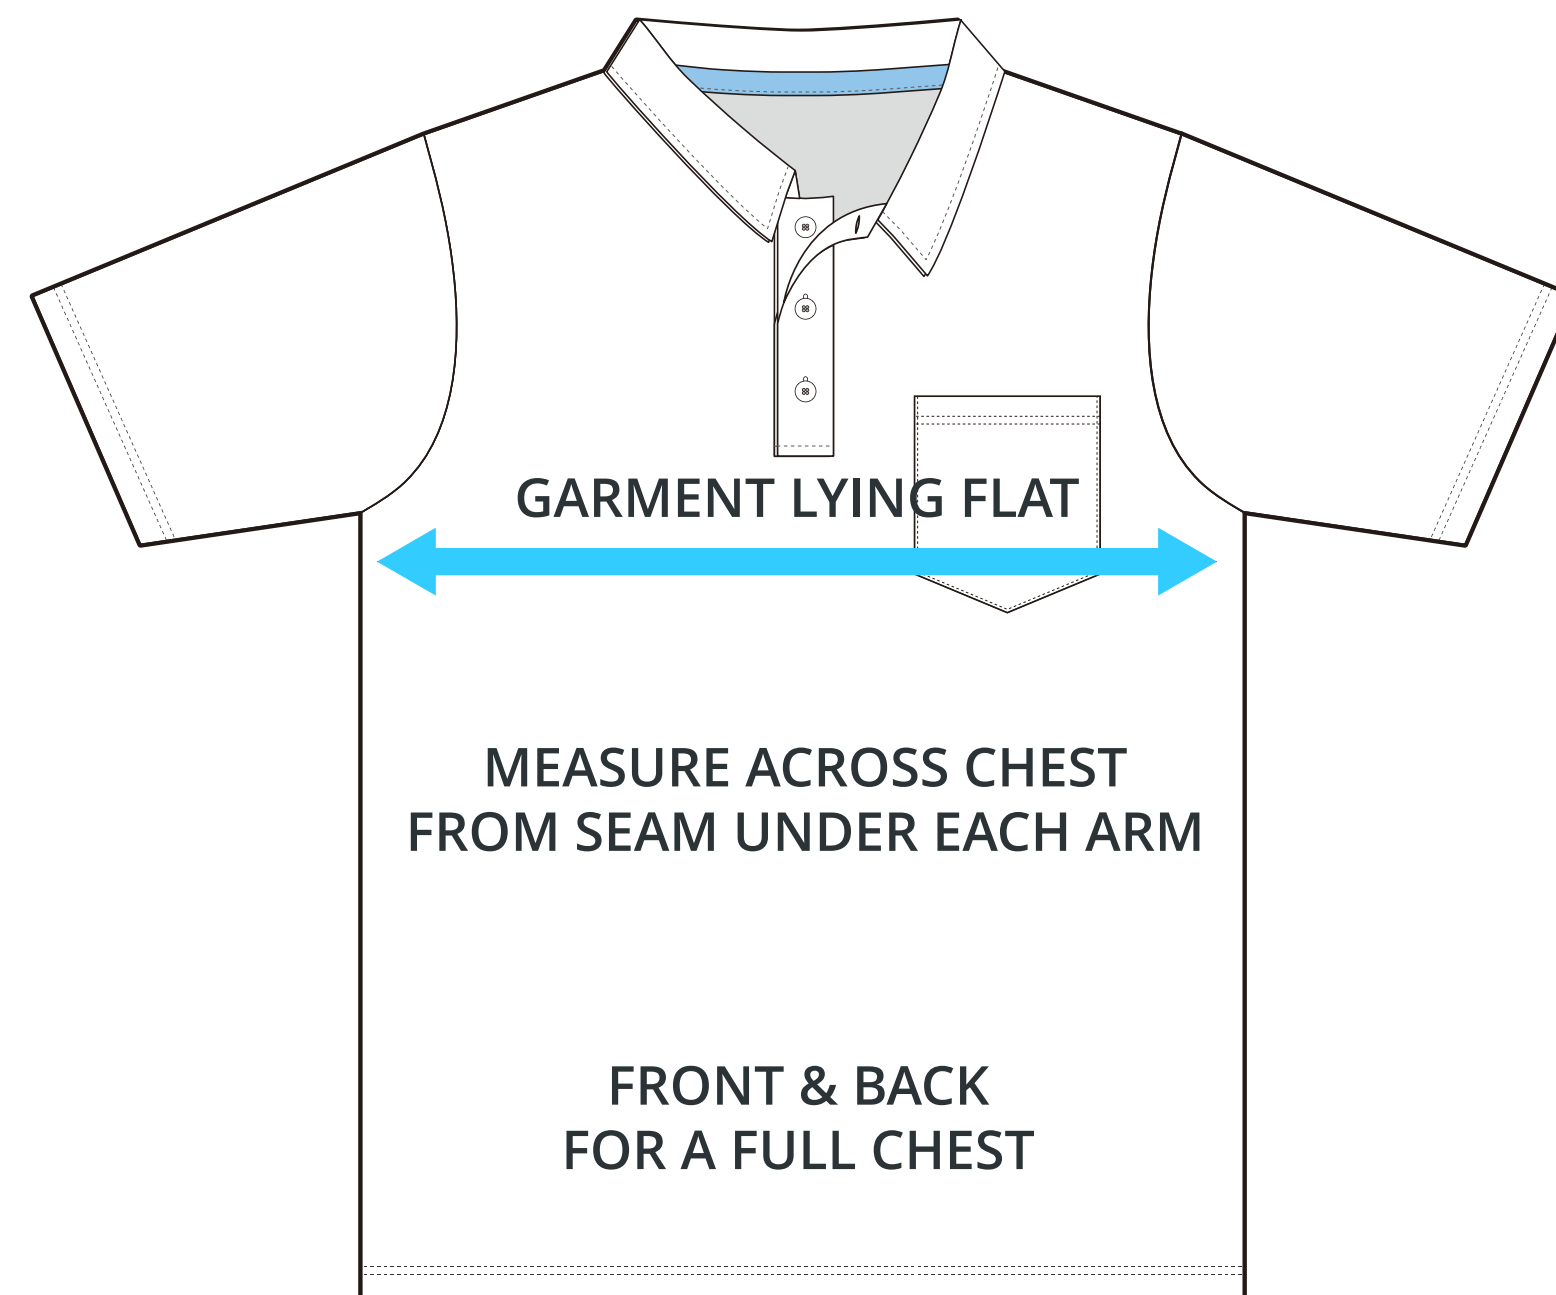 GARMENT LYING FLAT
MEASURE ACROSS CHEST
FROM SEAM UNDER EACH ARM
FRONT & BACK
FOR A FULL CHEST